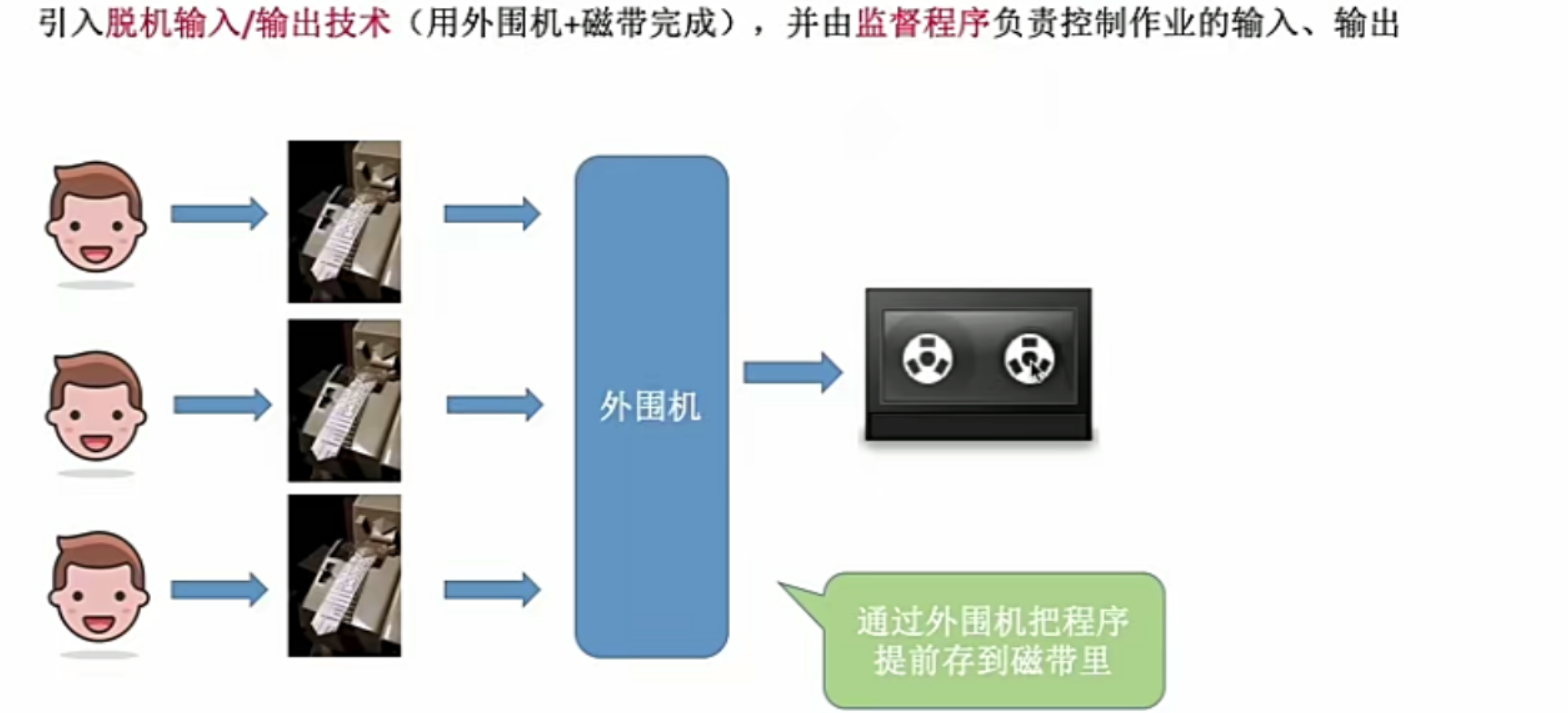 引入脱机输入/输出技术（用外围机+磁带完成），并由监督程序负责控制作业的输入、输出
外围机
通过外围机把程序
提前存到磁带里